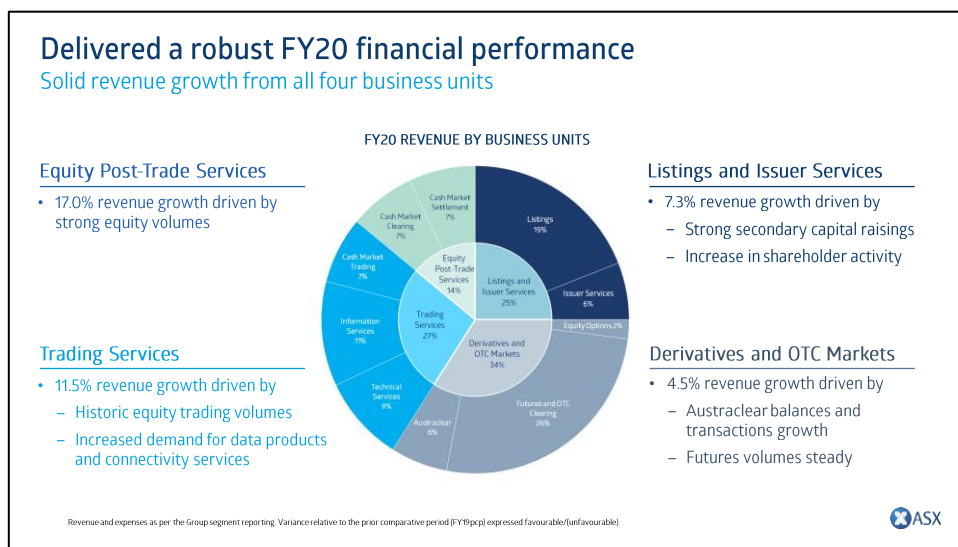 Delivered a robust FY20 financial performance
Solid revenue growth from all four business units
FY20 REVENUE BY BUSINESS UNITS
Equity Post-Trade Services
• 17.0% revenue growth driven by
strong equity volumes
Trading Services
• 11.5% revenue growth driven by
– Historic equity trading volumes
– Increased demand for data products
and connectivity services
Cash Market
Settlement
7%
Cash Market
Clearing
7%
Cash Market
Trading
7%
Information
Services
11%
Technical
Services
9%
Austraclear
6%
Futures and OTC
Clearing
26%
Equity Options 2%
Issuer Services
6%
Listings
19%
Equity
Post-Trade
Services
14%
Listings and
Issuer Services
25%
Trading
Services
27%
Derivatives and
OTC Markets
34%
Listings and Issuer Services
• 7.3% revenue growth driven by
– Strong secondary capital raisings
– Increase in shareholder activity
Derivatives and OTC Markets
• 4.5% revenue growth driven by
– Austraclear balances and
transactions growth
– Futures volumes steady
Revenue and expenses as per the Group segment reporting. Variance relative to the prior comparative period (FY19 pcp) expressed favourable/(unfavourable).
ASX